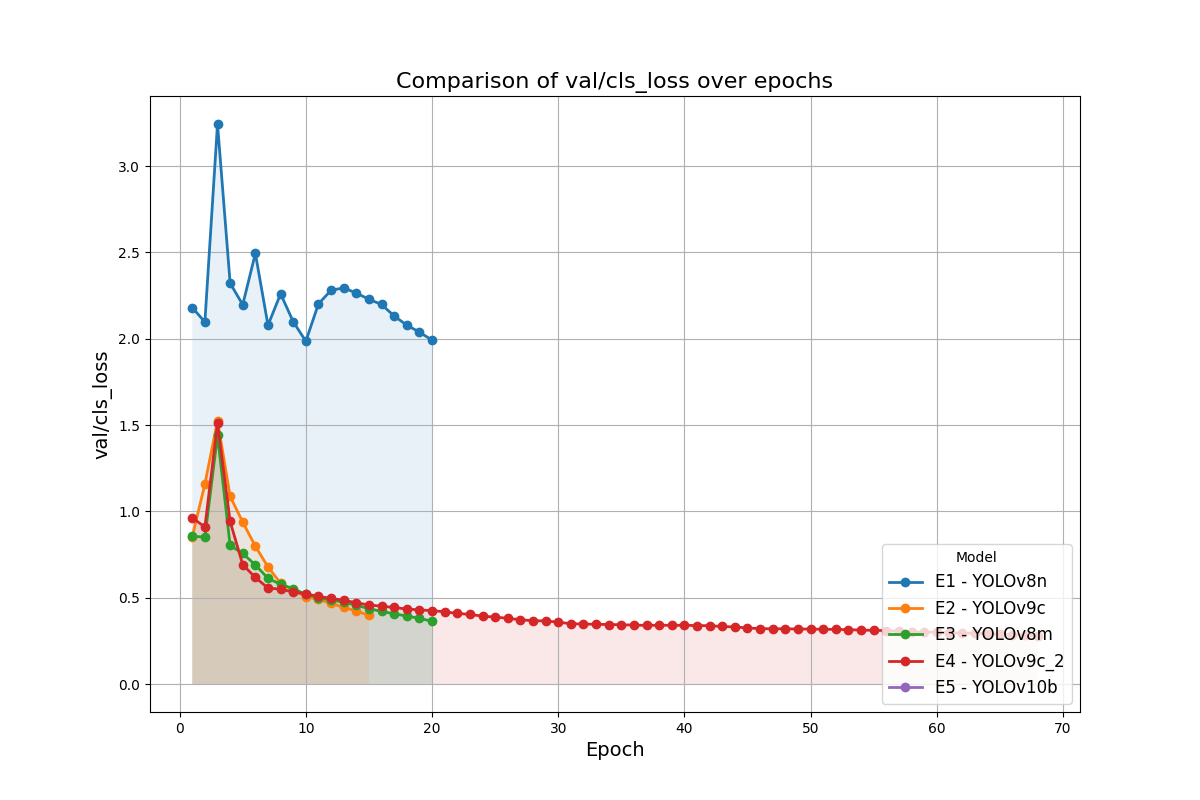 Comparison of val/cls_loss over epochs
val/cls_loss
3.0
2.5
2.0
1.5
1.0
0.5
0.0
Model
E1 - YOLOv8n
E2 - YOLOv9c
E3 - YOLOv8m
E4 - YOLOv9c_2
E5 - YOLOv10b
0 10 20 30 40 50 60 70
Epoch